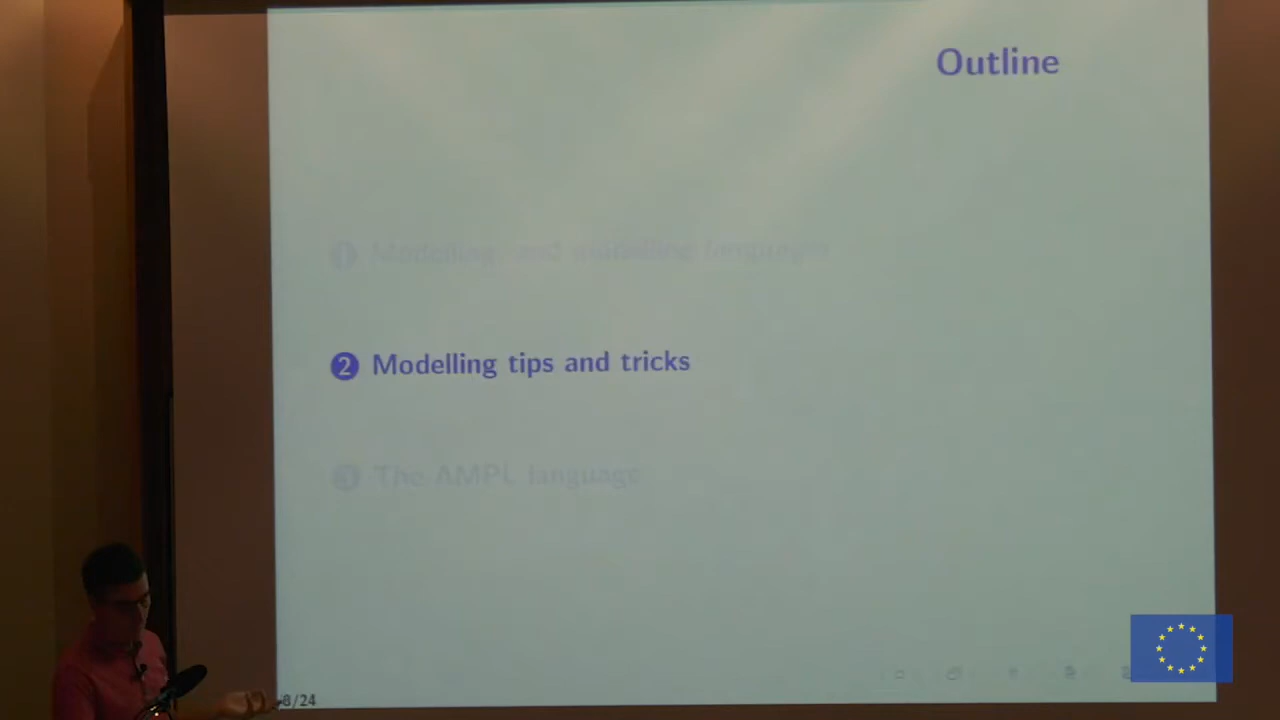 Outline
1 Modelling and modelling languages
2 Modelling tips and tricks
3 The AMPL language
8/24